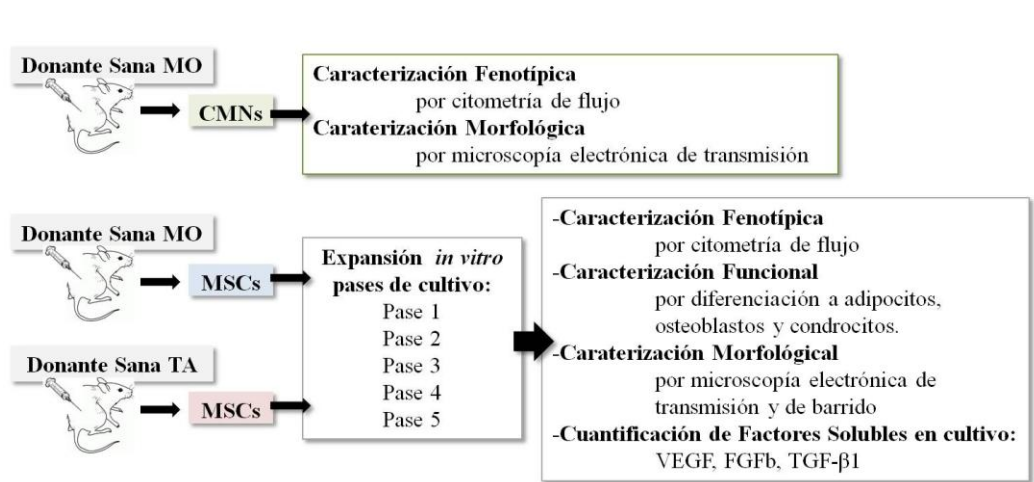 Donante Sana MO
CMNs
Caracterización Fenotípica
por citometría de flujo
Caraterización Morfológica
por microscopía electrónica de transmisión
Donante Sana MO
MSCs
Donante Sana TA
MSCs
Expansión in vitro
pases de cultivo:
Pase 1
Pase 2
Pase 3
Pase 4
Pase 5
-Caracterización Fenotípica
por citometría de flujo
-Caracterización Funcional
por diferenciación a adipocitos,
osteoblastos y condrocitos.
-Caraterización Morfológical
por microscopía electrónica de
transmisión y de barrido
-Cuantificación de Factores Solubles en cultivo:
VEGF, FGFb, TGF-β1